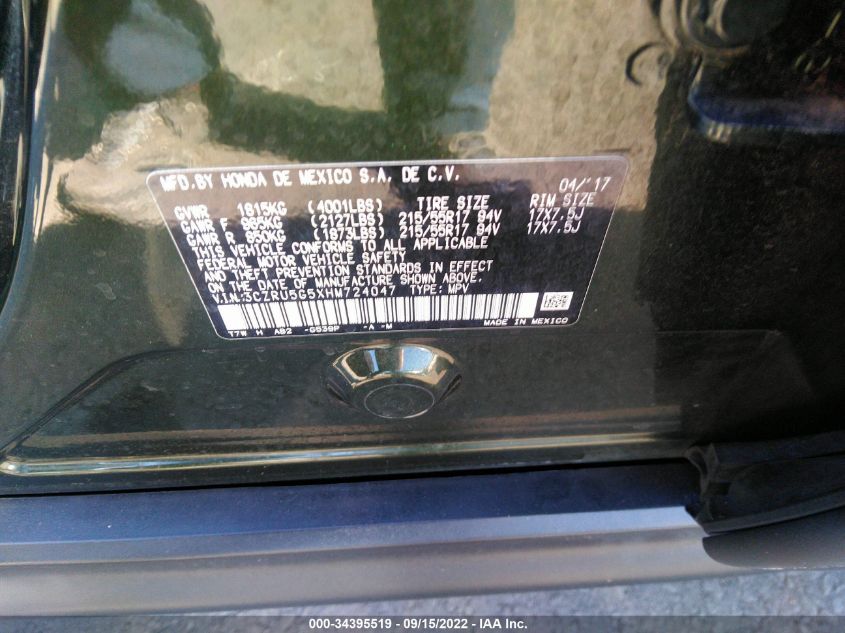 MFD. BY HONDA DE MEXICO S.A. DE C.V. 04/'17
GVWR 1815KG (4001LBS) TIRE SIZE RIM SIZE
GAWR F 965KG (2127LBS) 215/55R17 94V 17X7.5J
GAWR R 850KG (1873LBS) 215/55R17 94V 17X7.5J
THIS VEHICLE CONFORMS TO ALL APPLICABLE
FEDERAL MOTOR VEHICLE SAFETY
AND THEFT PREVENTION STANDARDS IN EFFECT
ON THE DATE OF MANUFACTURE SHOWN ABOVE.
V.I.N: 3CZRU5G5XHM724047 TYPE: MPV
T7W H AB2 -G539P -A -M MADE IN MEXICO
000-34395519 - 09/15/2022 - IAA Inc.